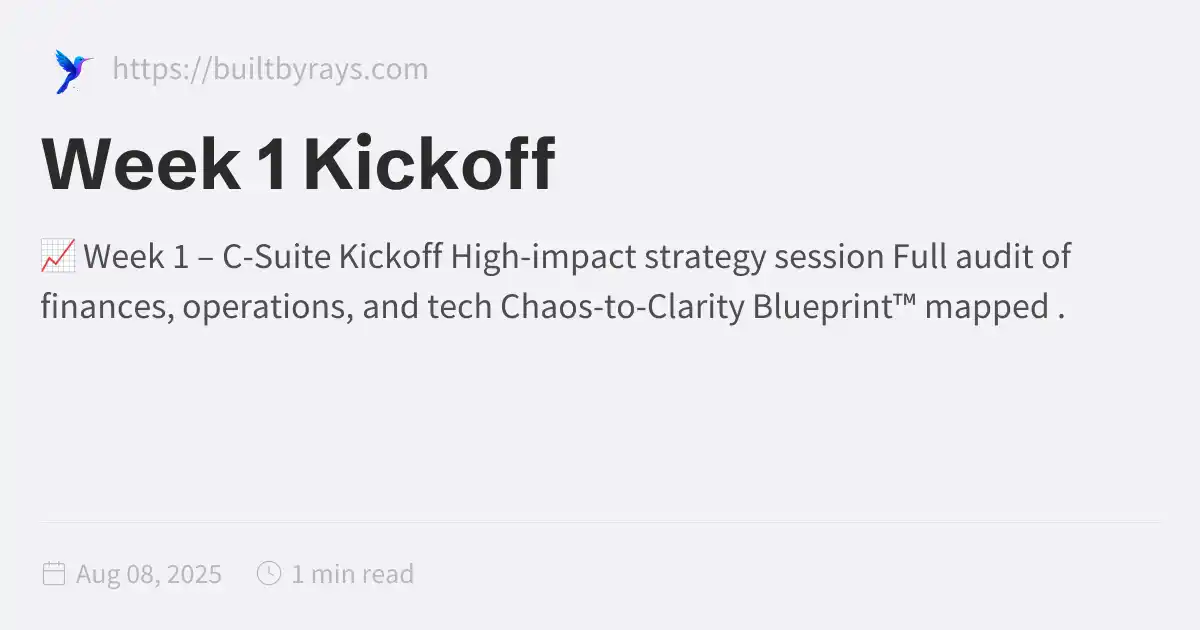 https://builtbyrays.com
Week 1 Kickoff
📈 Week 1 – C-Suite Kickoff High-impact strategy session Full audit of
finances, operations, and tech Chaos-to-Clarity Blueprint™ mapped .
Aug 08, 2025 1 min read